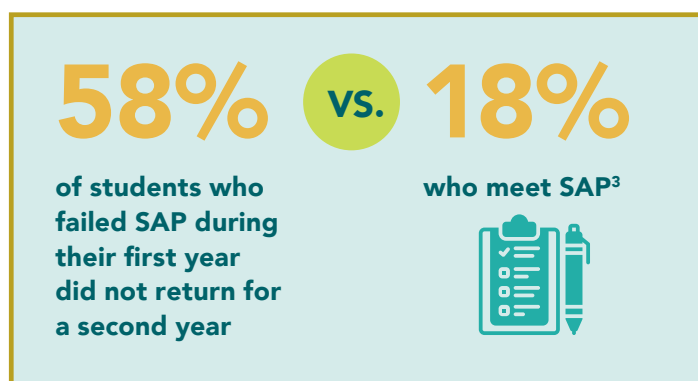 58%
of students who
failed SAP during
their first year
did not return for
a second year
VS.
18%
who meet SAP³